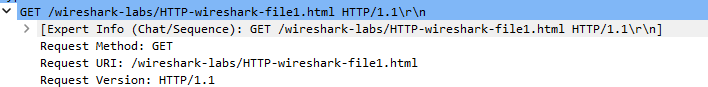 GET /wireshark-labs/HTTP-wireshark-file1.html HTTP/1.1\r\n
[Expert Info (Chat/Sequence): GET /wireshark-labs/HTTP-wireshark-file1.html HTTP/1.1\r\n]
Request Method: GET
Request URI: /wireshark-labs/HTTP-wireshark-file1.html
Request Version: HTTP/1.1